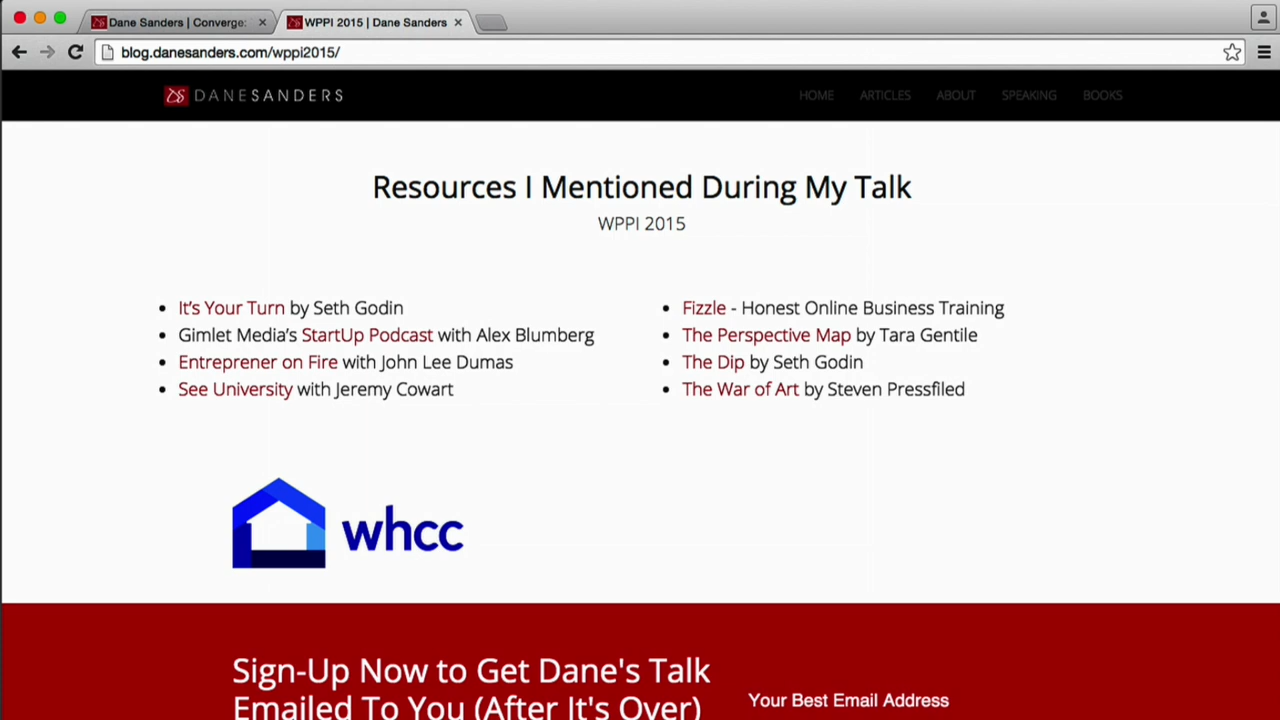 Dane Sanders | Converge:
WPPI 2015 | Dane Sanders
blog.danesanders.com/wppi2015/
DS DANESANDERS
HOME ARTICLES ABOUT SPEAKING BOOKS
Resources I Mentioned During My Talk
WPPI 2015
• It's Your Turn by Seth Godin
• Gimlet Media's StartUp Podcast with Alex Blumberg
• Entreprener on Fire with John Lee Dumas
• See University with Jeremy Cowart
• Fizzle - Honest Online Business Training
• The Perspective Map by Tara Gentile
• The Dip by Seth Godin
• The War of Art by Steven Pressfiled
whcc
Sign-Up Now to Get Dane's Talk
Emailed To You (After It's Over)
Your Best Email Address